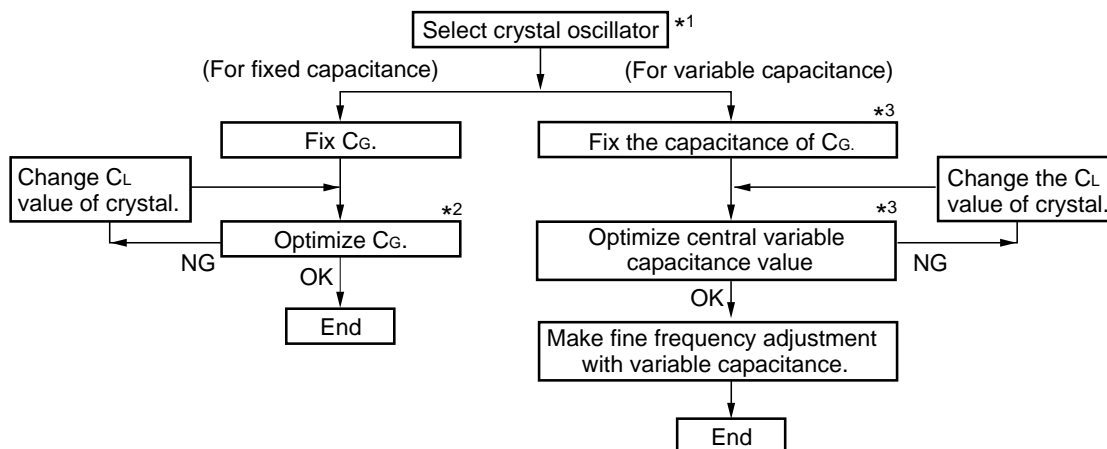 Select crystal oscillator *1
(For fixed capacitance)
(For variable capacitance)
*3
Fix CG.
Fix the capacitance of CG.
Change CL
value of crystal.
Change the CL
value of crystal.
*2
*3
Optimize CG.
Optimize central variable
capacitance value
NG
NG
OK
OK
End
Make fine frequency adjustment
with variable capacitance.
End